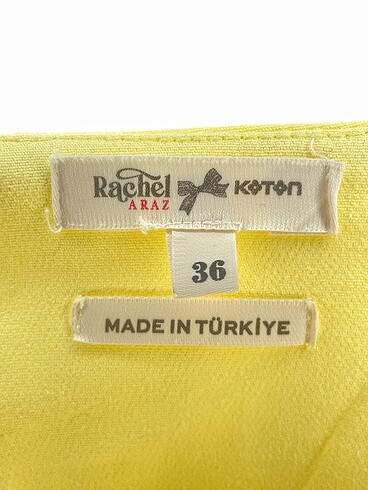 Rachel KOTON
ARAZ
36
MADE IN TÜRKİYE